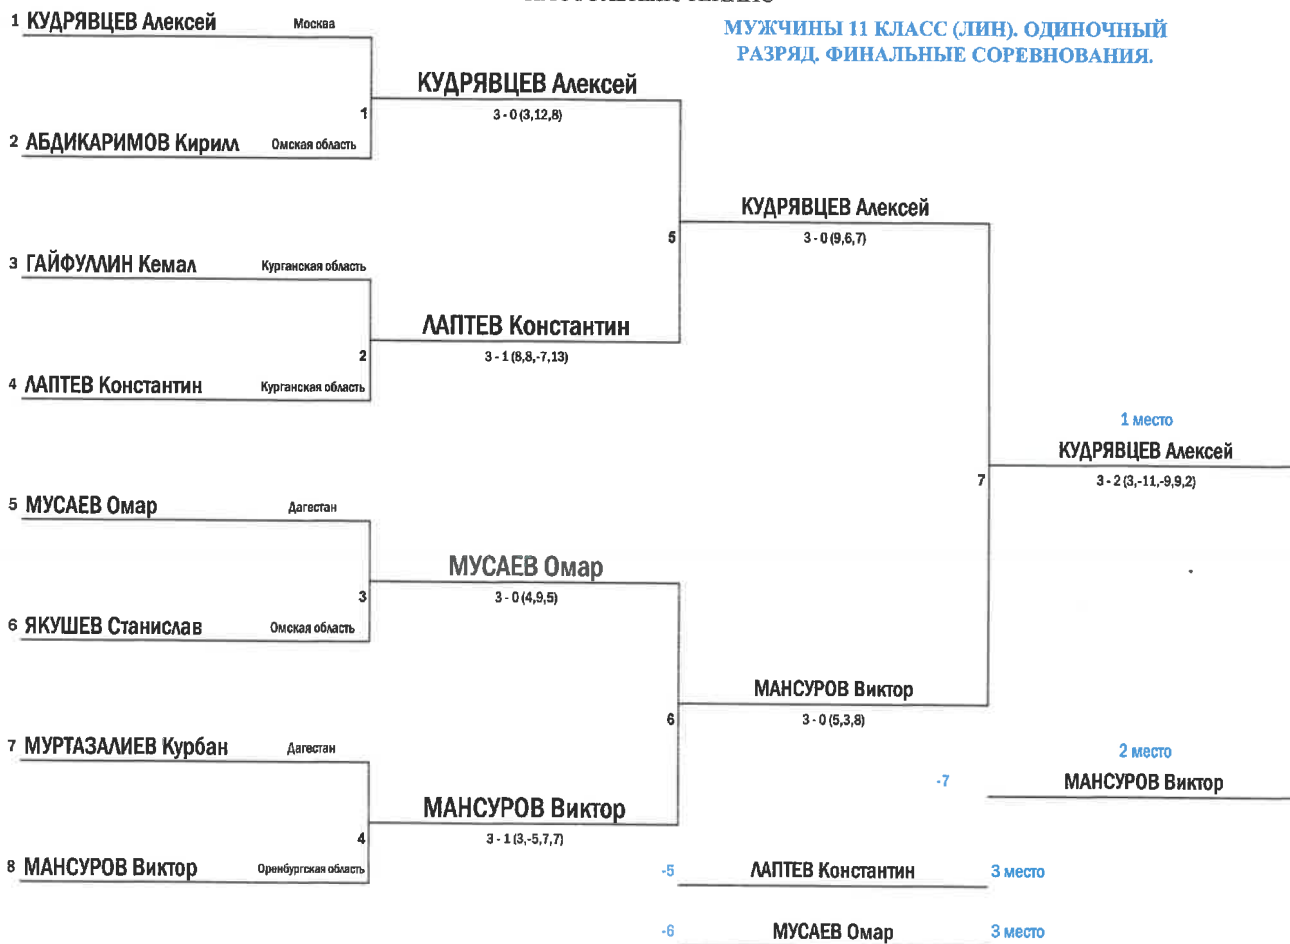 МУЖЧИНЫ 11 КЛАСС (ЛИН). ОДИНОЧНЫЙ
РАЗРЯД. ФИНАЛЬНЫЕ СОРЕВНОВАНИЯ.
1 КУДРЯВЦЕВ Алексей Москва
КУДРЯВЦЕВ Алексей
1
3 - 0 (3,12,8)
2 АБДИКАРИМОВ Кирилл Омская область
КУДРЯВЦЕВ Алексей
5
3 - 0 (9,6,7)
3 ГАЙФУЛЛИН Кемал Курганская область
ЛАПТЕВ Константин
2
3 - 1 (8,8,-7,13)
4 ЛАПТЕВ Константин Курганская область
1 место
КУДРЯВЦЕВ Алексей
7
3 - 2 (3,-11,-9,9,2)
5 МУСАЕВ Омар Дагестан
МУСАЕВ Омар
3
3 - 0 (4,9,5)
6 ЯКУШЕВ Станислав Омская область
МАНСУРОВ Виктор
6
3 - 0 (5,3,8)
7 МУРТАЗАЛИЕВ Курбан Дагестан
2 место
-7 МАНСУРОВ Виктор
МАНСУРОВ Виктор
4
3 - 1 (3,-5,7,7)
8 МАНСУРОВ Виктор Оренбургская область
-5 ЛАПТЕВ Константин 3 место
-6 МУСАЕВ Омар 3 место